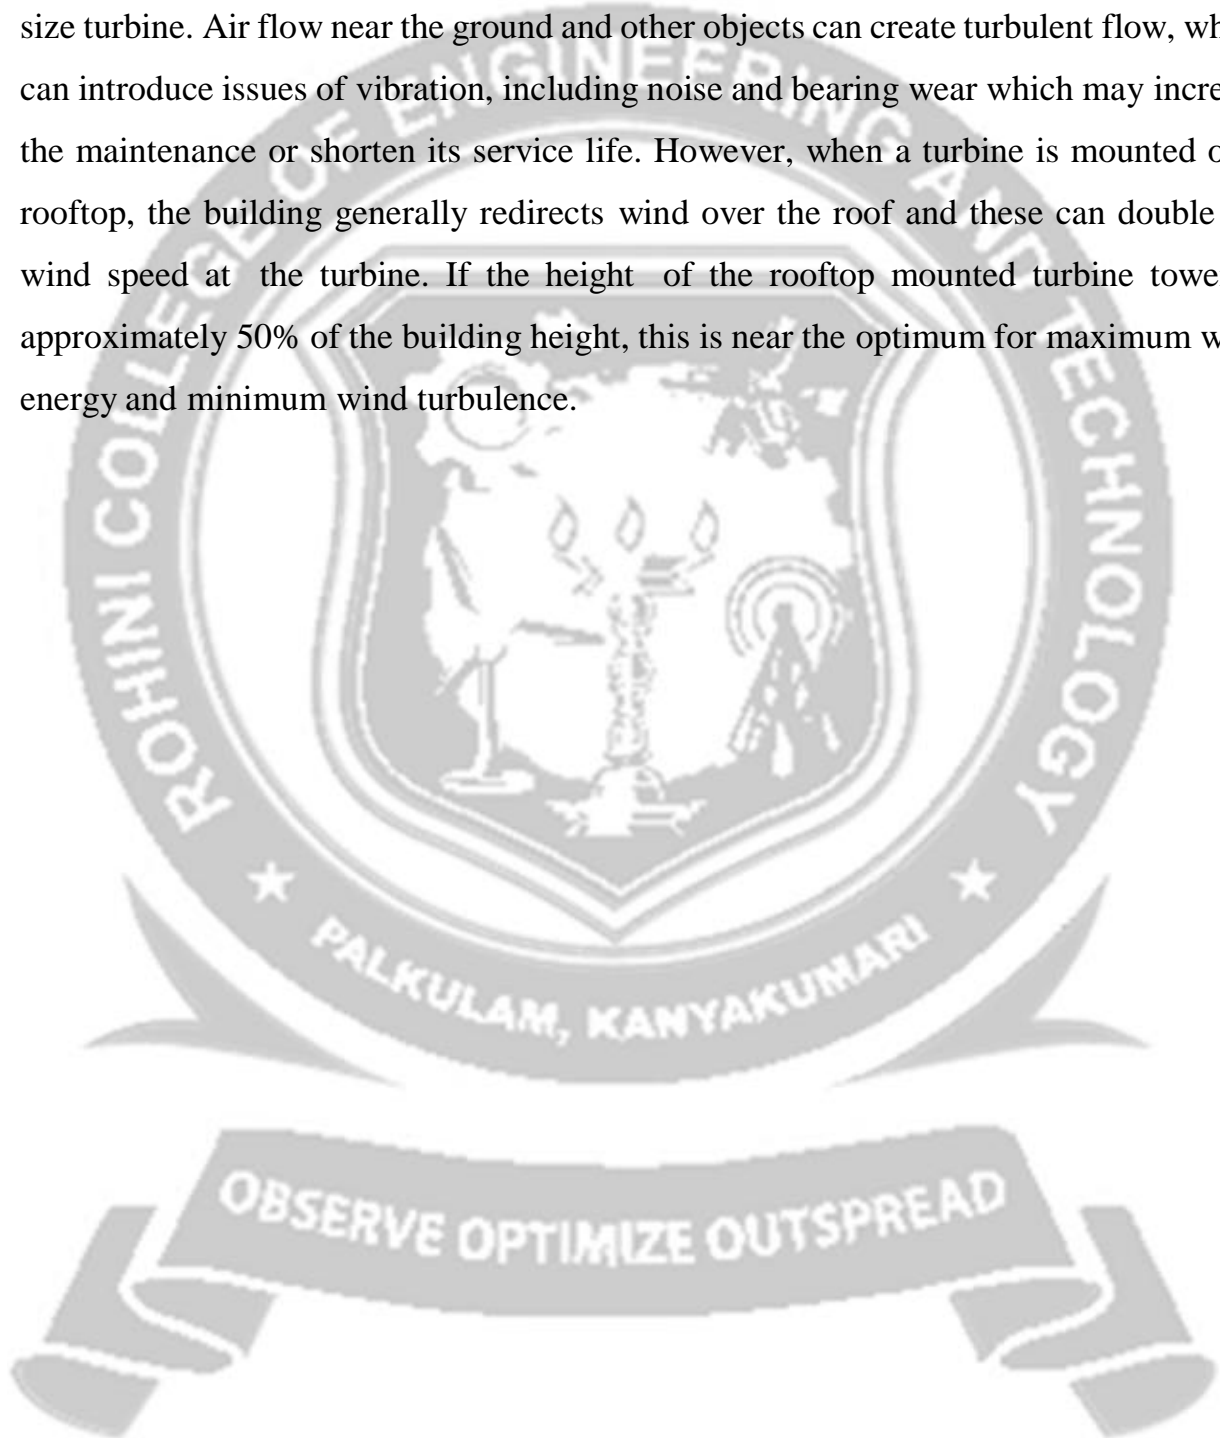 size turbine. Air flow near the ground and other objects can create turbulent flow, wh
can introduce issues of vibration, including noise and bearing wear which may incre
the maintenance or shorten its service life. However, when a turbine is mounted o
rooftop, the building generally redirects wind over the roof and these can double
wind speed at the turbine. If the height of the rooftop mounted turbine towe
approximately 50% of the building height, this is near the optimum for maximum w
energy and minimum wind turbulence.
ROHINI COLLEGE OF ENGINEERING AND TECHNOLOGY
PALKULAM, KANYAKUMARI
OBSERVE OPTIMIZE OUTSPREAD